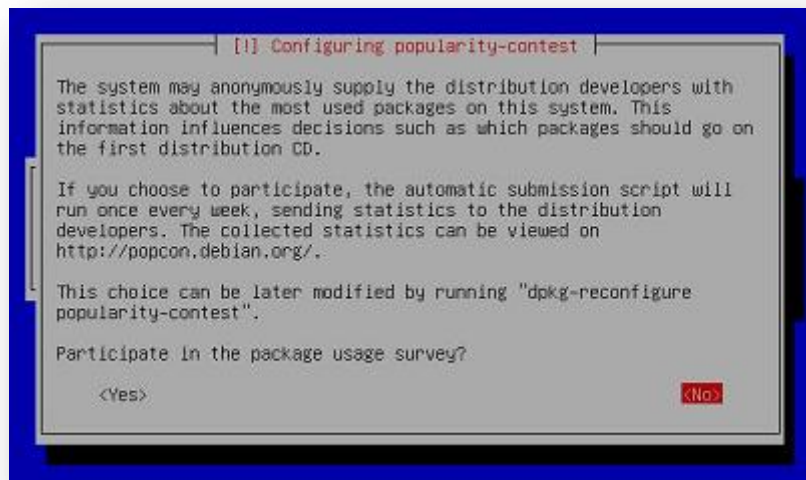 [!] Configuring popularity-contest
The system may anonymously supply the distribution developers with
statistics about the most used packages on this system. This
information influences decisions such as which packages should go on
the first distribution CD.
If you choose to participate, the automatic submission script will
run once every week, sending statistics to the distribution
developers. The collected statistics can be viewed on
http://popcon.debian.org/.
This choice can be later modified by running "dpkg-reconfigure
popularity-contest".
Participate in the package usage survey?
<Yes> <No>